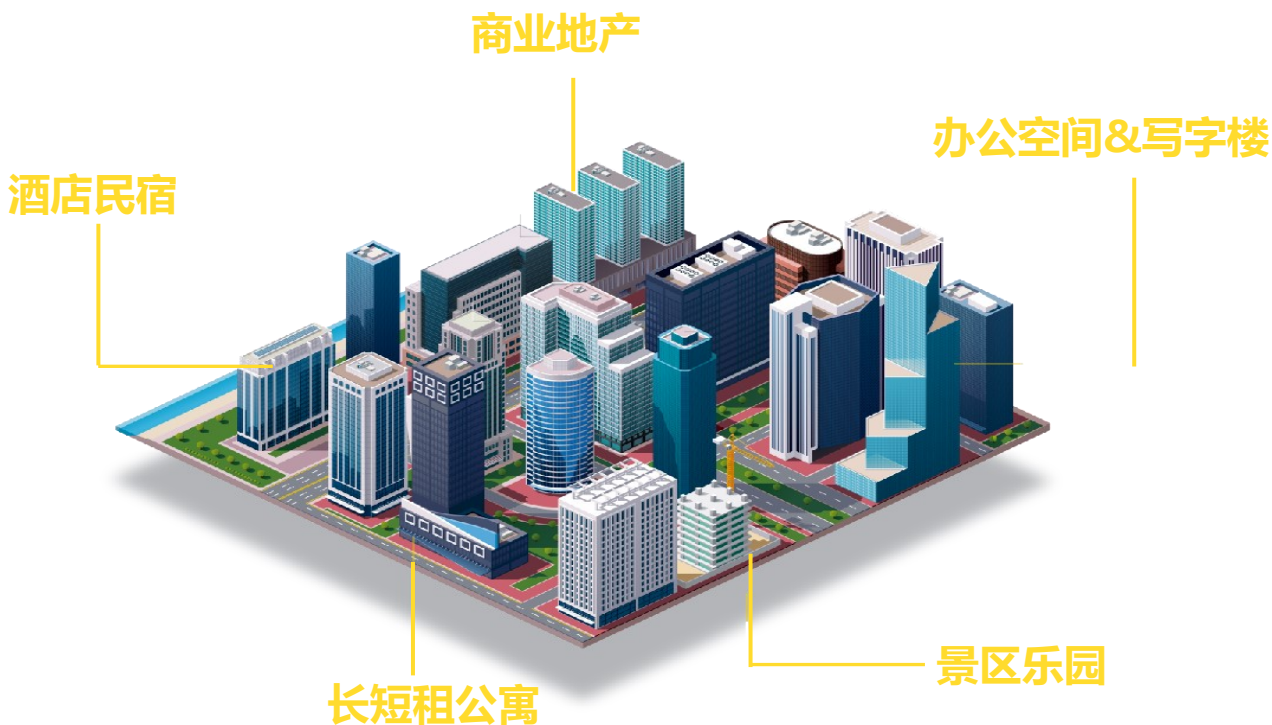 商业地产
办公空间&写字楼
酒店民宿
景区乐园
长短租公寓